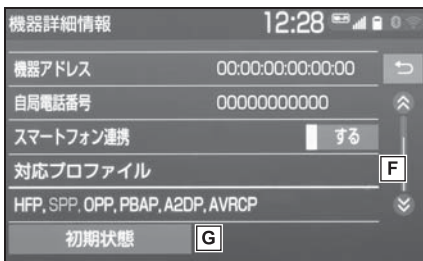 機器詳細情報 12:28
機器アドレス 00:00:00:00:00:00
自局電話番号 00000000000
スマートフォン連携 する
対応プロファイル
F
HFP, SPP, OPP, PBAP, A2DP, AVRCP
初期状態 G